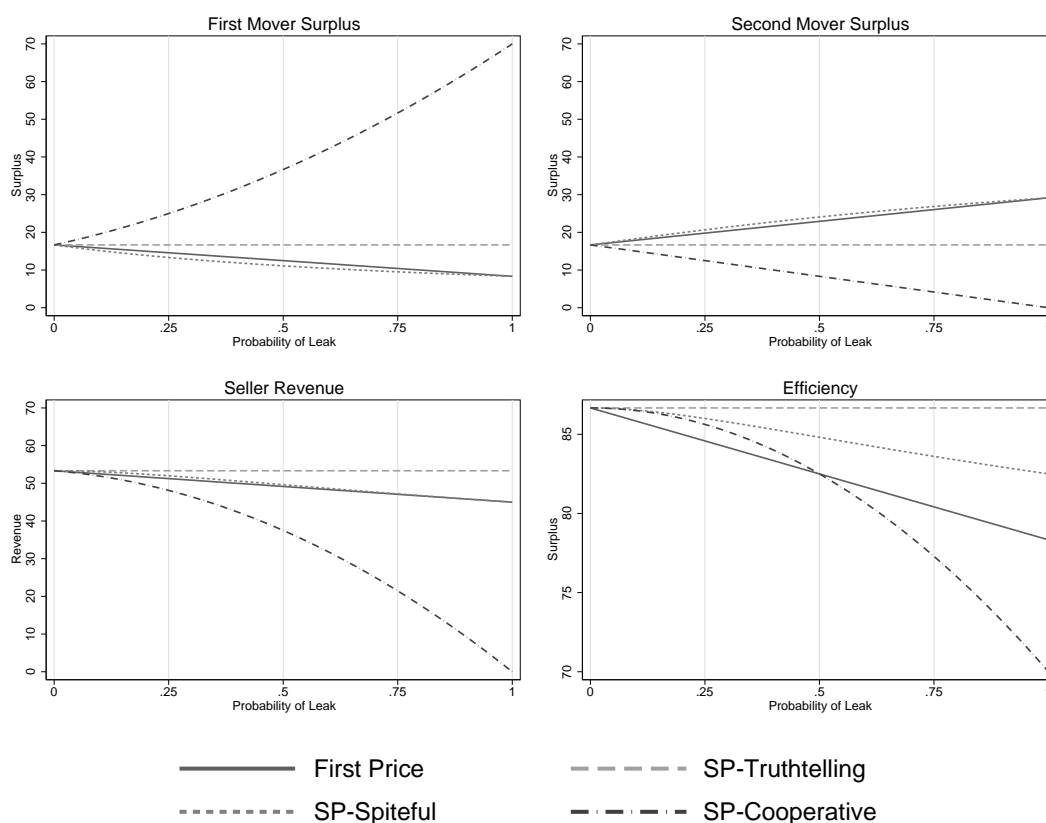 First Mover Surplus
70
60
50
40
30
20
10
0
Surplus
0 .25 .5 .75 1
Probability of Leak
Second Mover Surplus
70
60
50
40
30
20
10
0
Surplus
0 .25 .5 .75
Probability of Leak
Seller Revenue
70
60
50
40
30
20
10
0
Revenue
0 .25 .5 .75 1
Probability of Leak
Efficiency
85
80
75
70
Surplus
0 .25 .5 .75
Probability of Leak
First Price SP-Truthtelling
SP-Spiteful SP-Cooperative